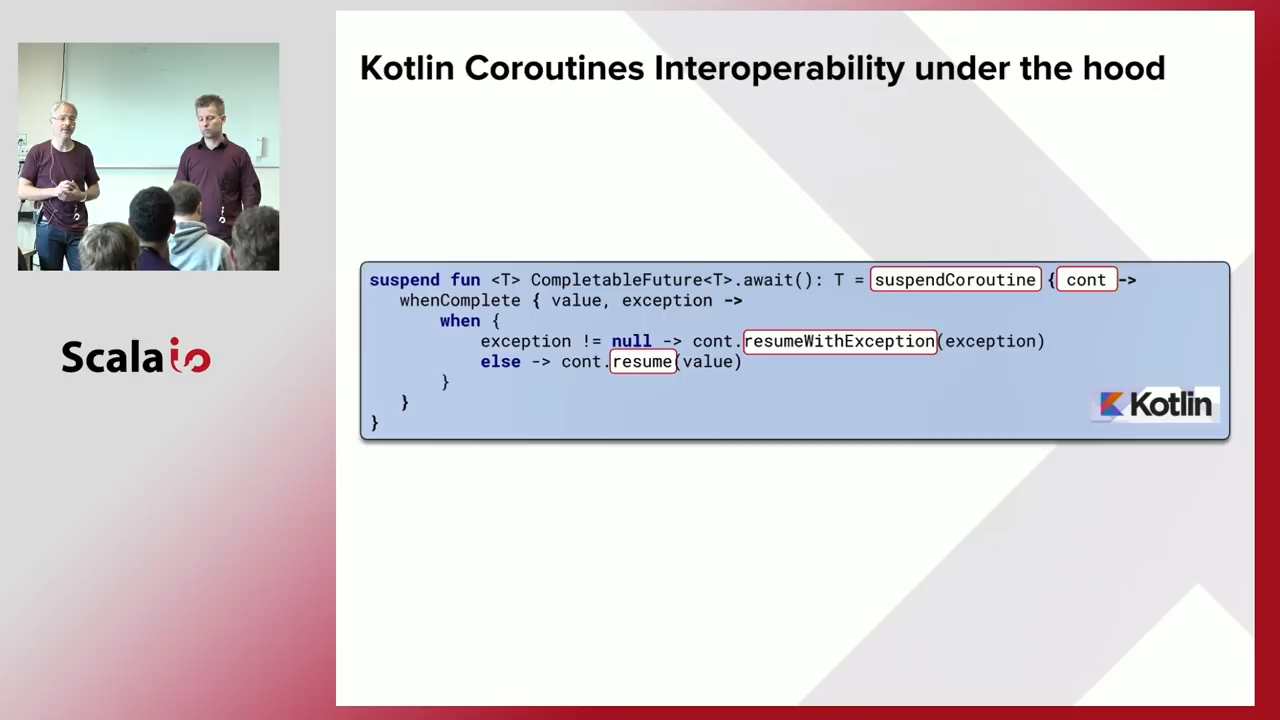 Kotlin Coroutines Interoperability under the hood
suspend fun <T> CompletableFuture<T>.await(): T = suspendCoroutine { cont ->
whenComplete { value, exception ->
when {
exception != null -> cont.resumeWithException(exception)
else -> cont.resume(value)
}
}
}
Kotlin
Scala io